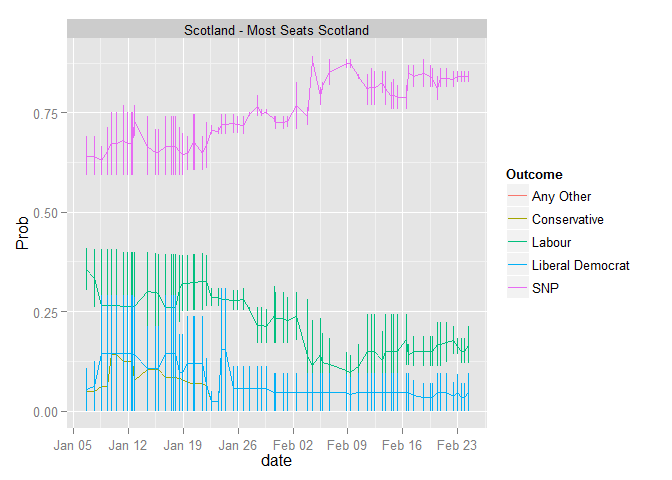 Scotland - Most Seats Scotland
0.75
0.50
0.25
0.00
Prob
Jan 05 Jan 12 Jan 19 Jan 26 Feb 02 Feb 09 Feb 16 Feb 23
date
Outcome
Any Other
Conservative
Labour
Liberal Democrat
SNP